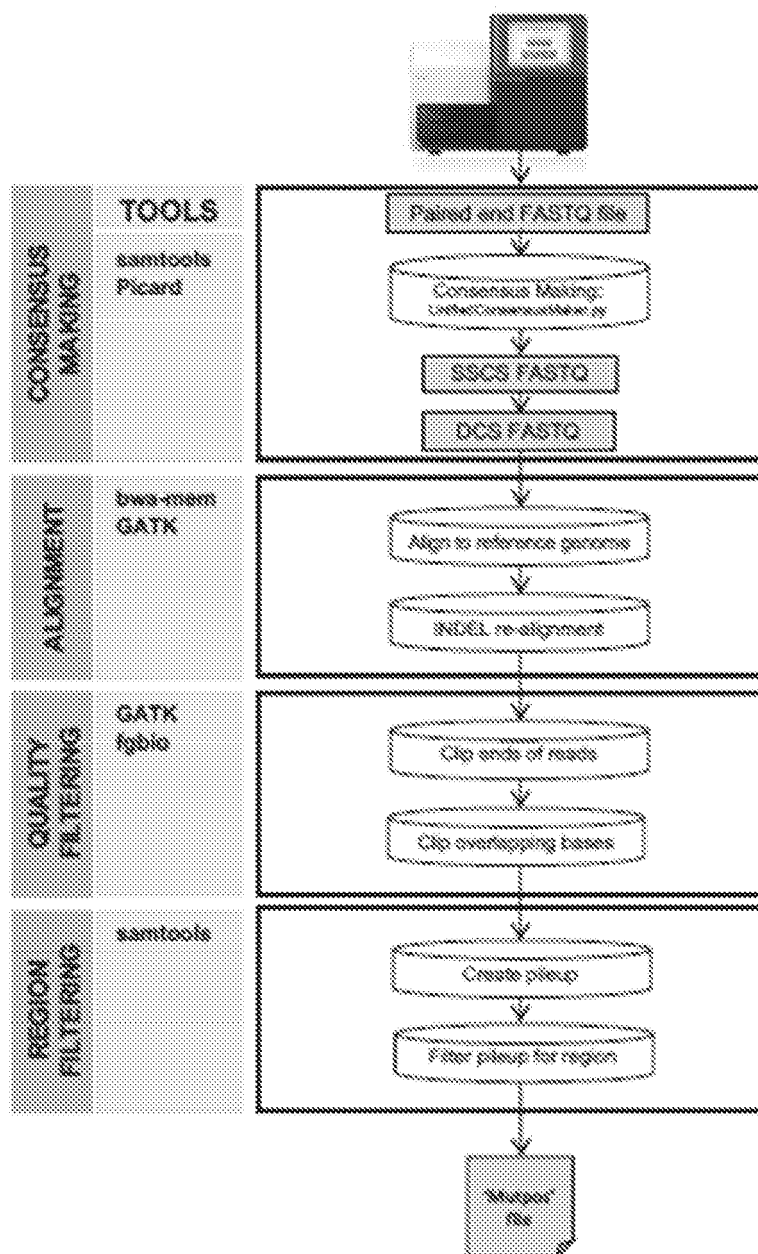 TOOLS
CONSENSUS
MAKING
samtools
Picard
Paired end FASTQ file
Consensus Making:
UnifiedConsensusMaker.py
SSCS FASTQ
DCS FASTQ
ALIGNMENT
bwa-mem
GATK
Align to reference genome
INDEL re-alignment
QUALITY
FILTERING
GATK
fgbio
Clip ends of reads
Clip overlapping bases
REGION
FILTERING
samtools
Create pileup
Filter pileup for region
'Mutpos'
file